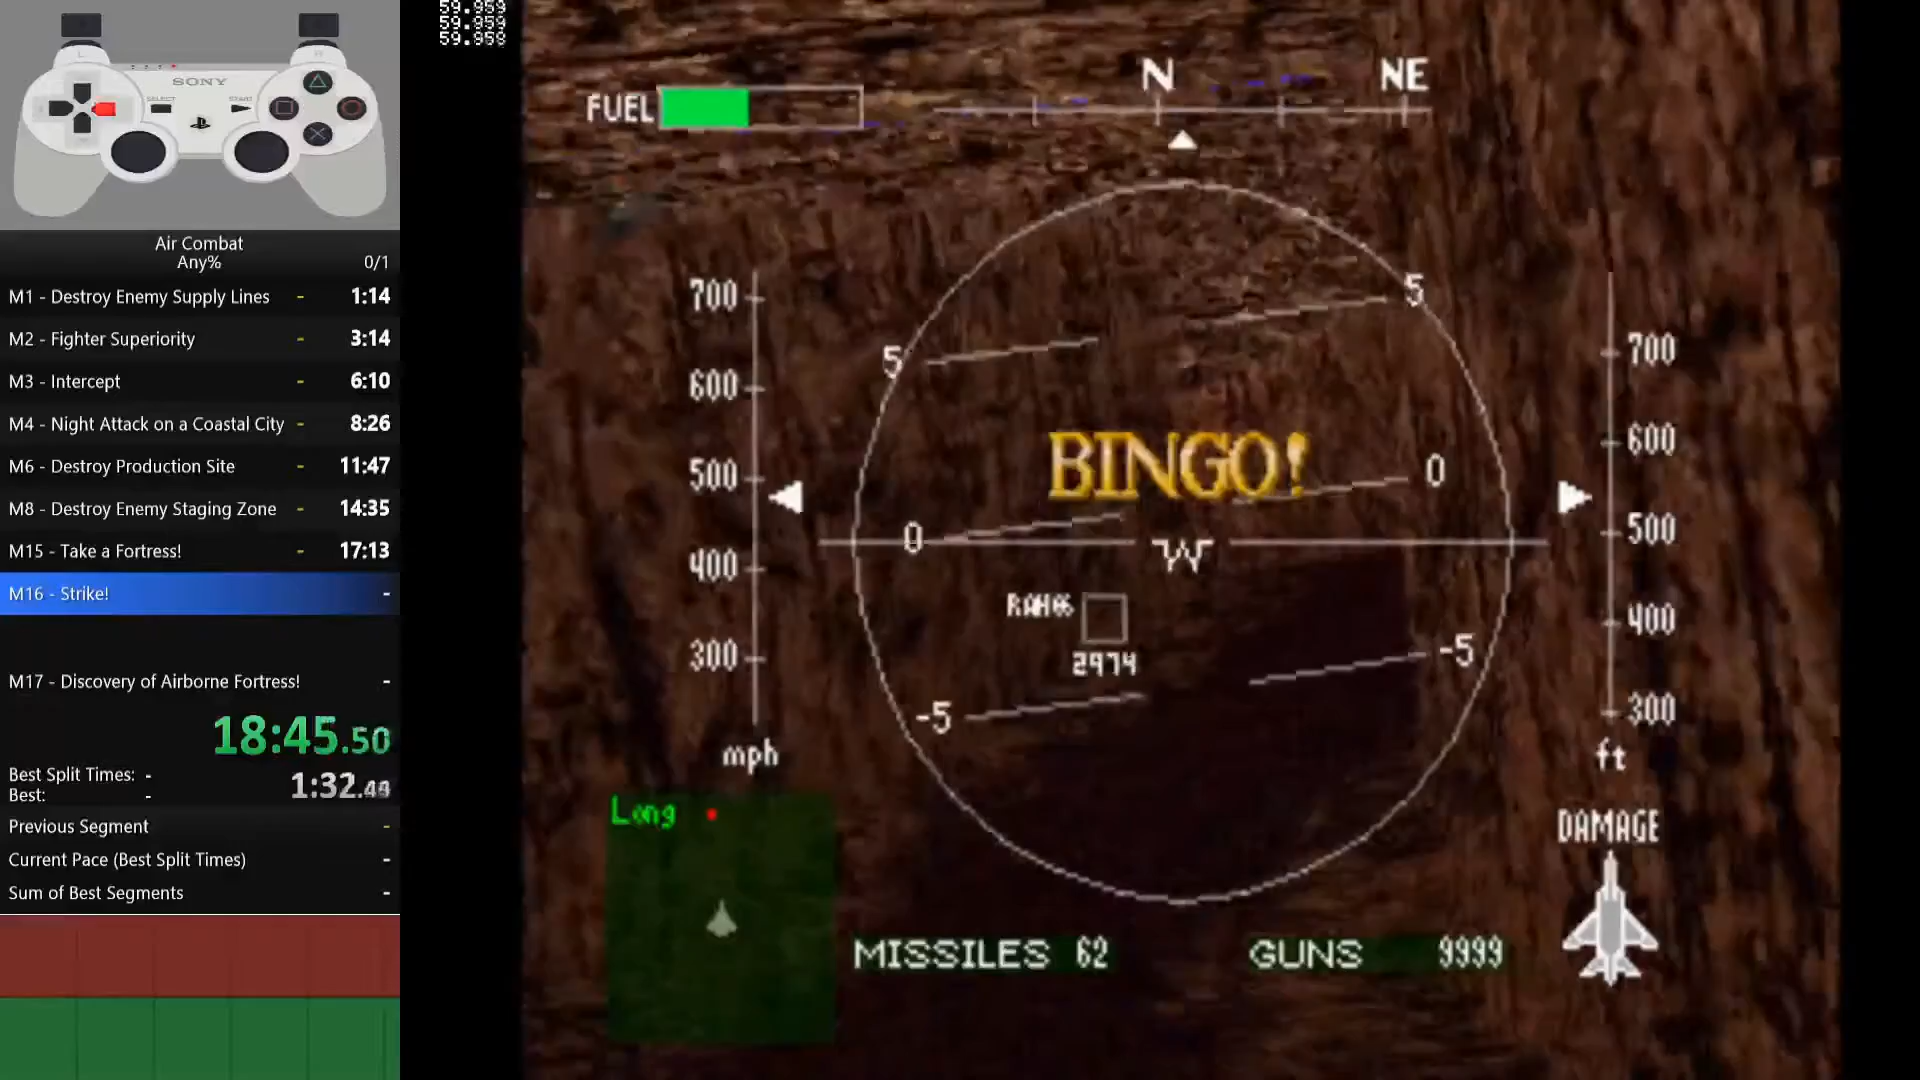 59.959
59.959
59.959
SONY
SELECT
START
Air Combat
Any%
0/1
M1 - Destroy Enemy Supply Lines - 1:14
M2 - Fighter Superiority - 3:14
M3 - Intercept - 6:10
M4 - Night Attack on a Coastal City - 8:26
M6 - Destroy Production Site - 11:47
M8 - Destroy Enemy Staging Zone - 14:35
M15 - Take a Fortress! - 17:13
M16 - Strike! -
M17 - Discovery of Airborne Fortress! -
18:45.50
Best Split Times: -
Best: -
1:32.44
Previous Segment -
Current Pace (Best Split Times) -
Sum of Best Segments -
FUEL
N NE
5 5
BINGO!
0 0
-5 -5
2974
700
600
500
400
300
mph
700
600
500
400
300
ft
DAMAGE
Long
MISSILES 62
GUNS 9999